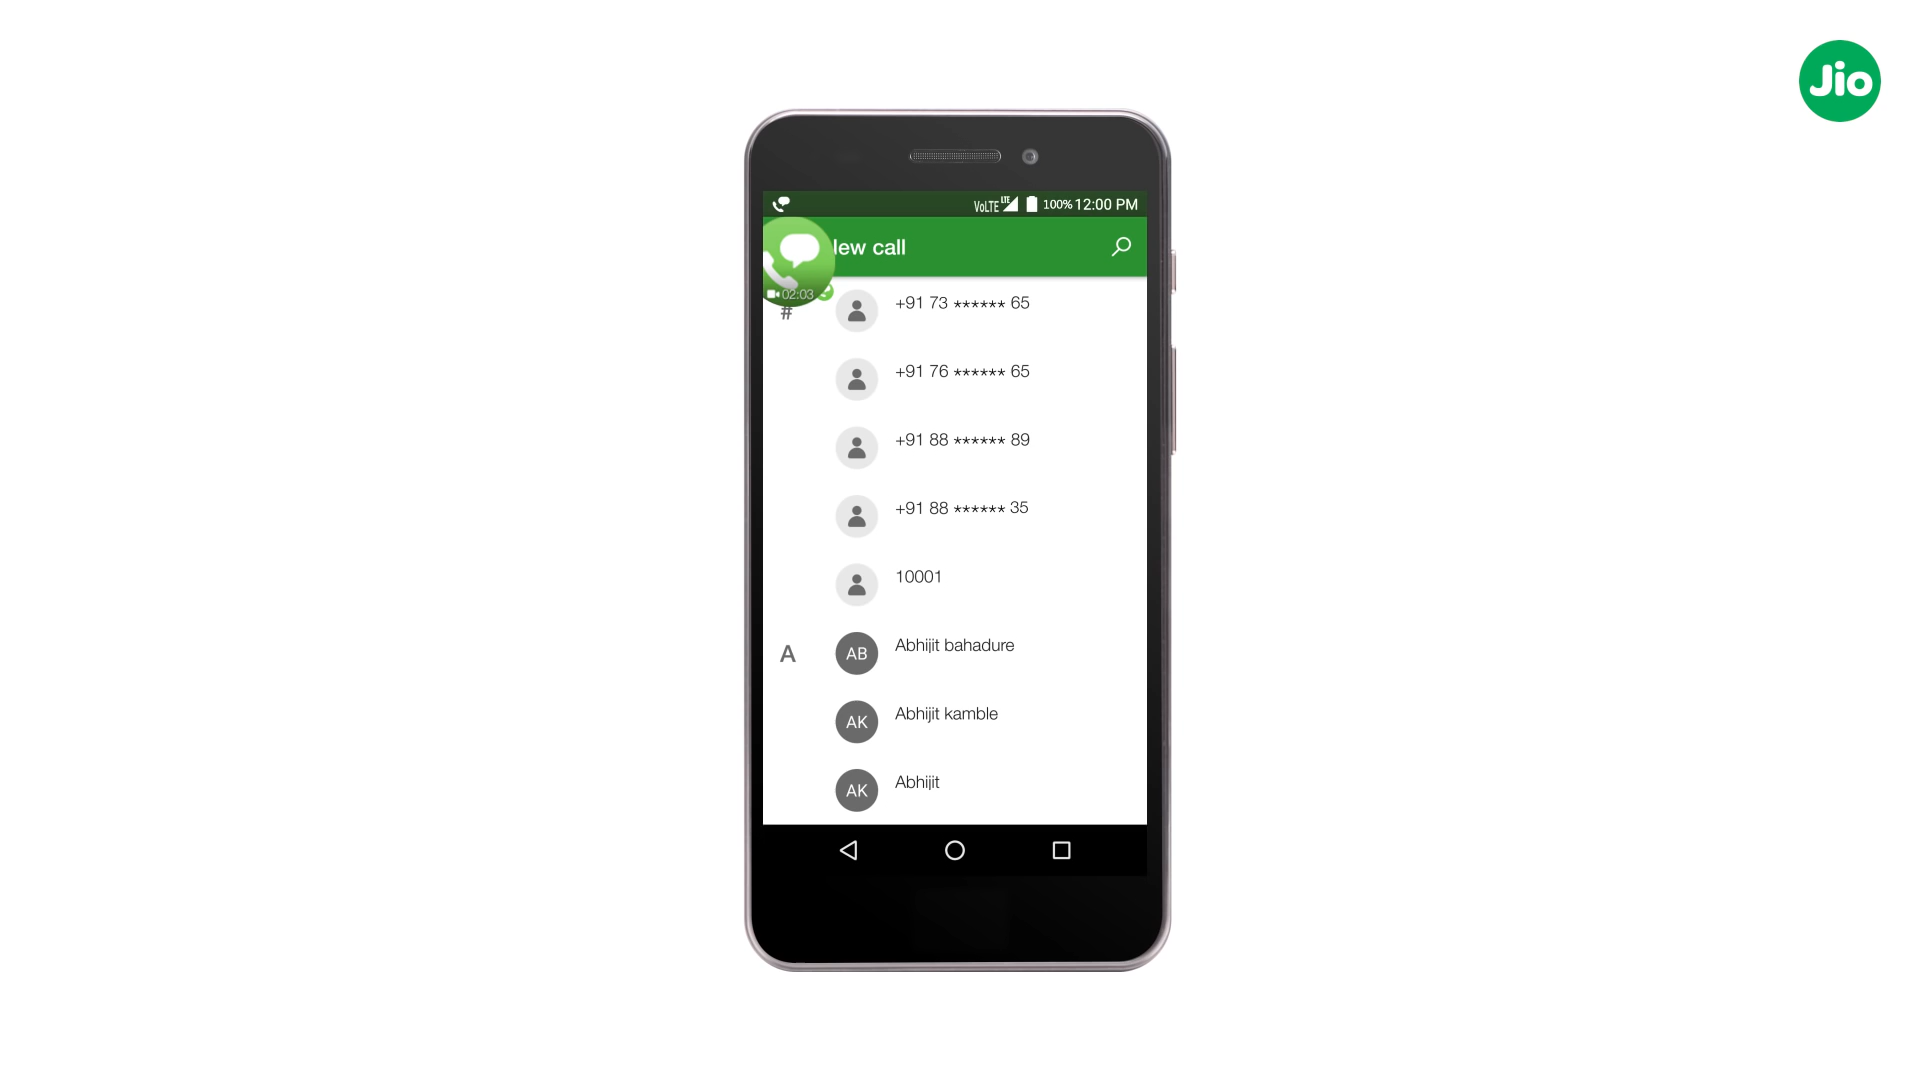 Jio
VoLTE LTE 100% 12:00 PM
lew call
02:03
#
+91 73 ****** 65
+91 76 ****** 65
+91 88 ****** 89
+91 88 ****** 35
10001
A
AB Abhijit bahadure
AK Abhijit kamble
AK Abhijit